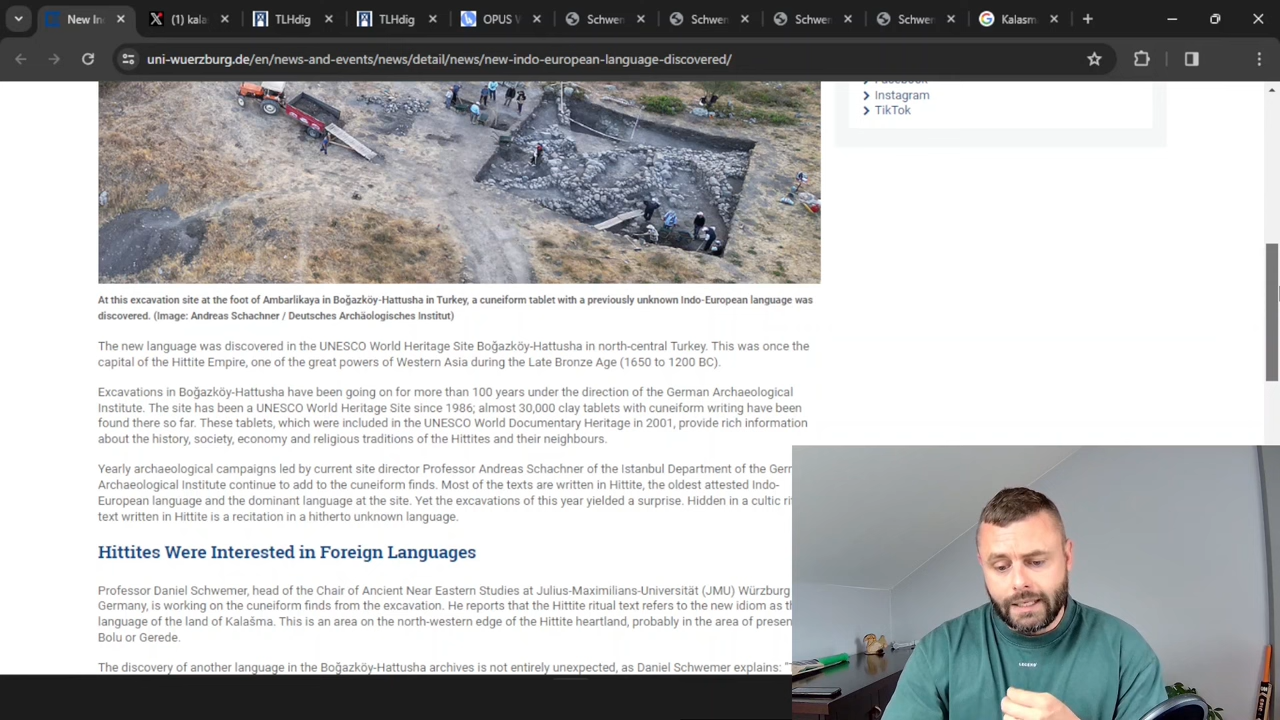 New In
(1) kala
TLHdig
TLHdig
OPUS
Schwer
Schwer
Schwer
Schwer
Kalasm
uni-wuerzburg.de/en/news-and-events/news/detail/news/new-indo-european-language-discovered/
Instagram
TikTok
At this excavation site at the foot of Ambarlikaya in Boğazköy-Hattusha in Turkey, a cuneiform tablet with a previously unknown Indo-European language was
discovered. (Image: Andreas Schachner / Deutsches Archäologisches Institut)
The new language was discovered in the UNESCO World Heritage Site Boğazköy-Hattusha in north-central Turkey. This was once the
capital of the Hittite Empire, one of the great powers of Western Asia during the Late Bronze Age (1650 to 1200 BC).
Excavations in Boğazköy-Hattusha have been going on for more than 100 years under the direction of the German Archaeological
Institute. The site has been a UNESCO World Heritage Site since 1986; almost 30,000 clay tablets with cuneiform writing have been
found there so far. These tablets, which were included in the UNESCO World Documentary Heritage in 2001, provide rich information
about the history, society, economy and religious traditions of the Hittites and their neighbours.
Yearly archaeological campaigns led by current site director Professor Andreas Schachner of the Istanbul Department of the Gern
Archaeological Institute continue to add to the cuneiform finds. Most of the texts are written in Hittite, the oldest attested Indo-
European language and the dominant language at the site. Yet the excavations of this year yielded a surprise. Hidden in a cultic ri
text written in Hittite is a recitation in a hitherto unknown language.
Hittites Were Interested in Foreign Languages
Professor Daniel Schwemer, head of the Chair of Ancient Near Eastern Studies at Julius-Maximilians-Universität (JMU) Würzburg
Germany, is working on the cuneiform finds from the excavation. He reports that the Hittite ritual text refers to the new idiom as th
language of the land of Kalašma. This is an area on the north-western edge of the Hittite heartland, probably in the area of presen
Bolu or Gerede.
The discovery of another language in the Boğazköy-Hattusha archives is not entirely unexpected, as Daniel Schwemer explains: